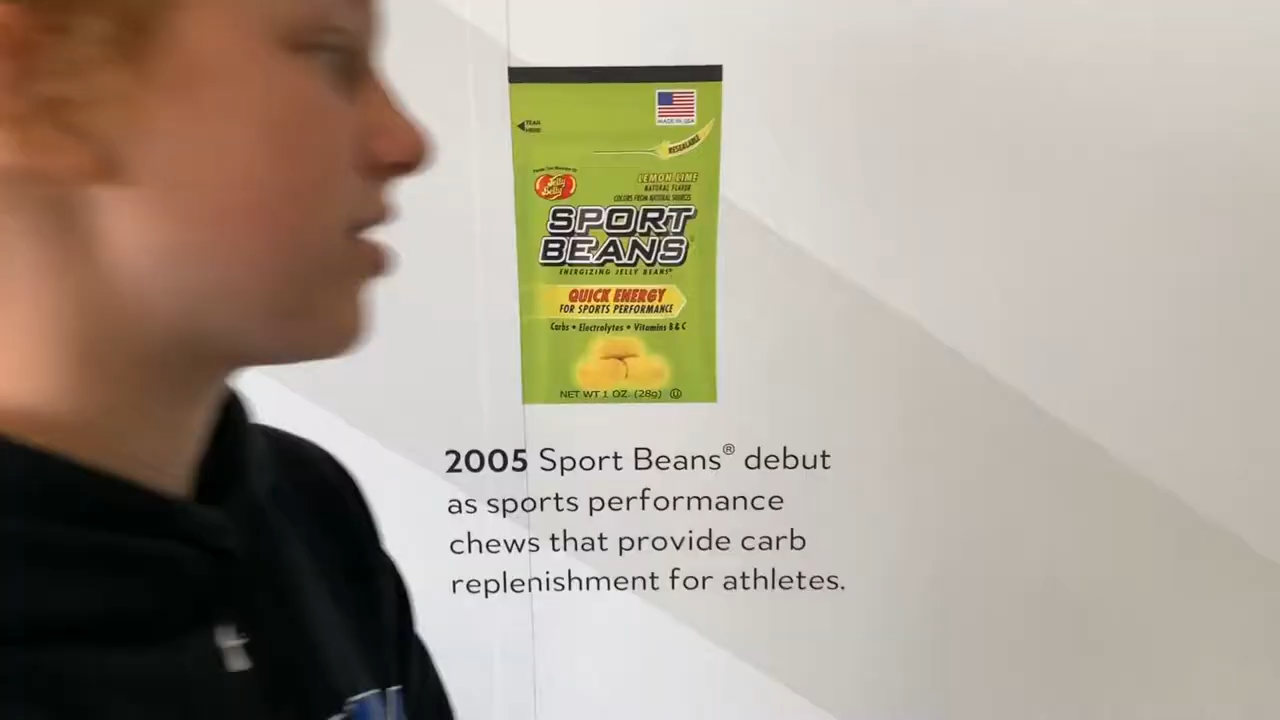 TEAR
HERE
MADE IN USA
RESEALABLE
Jelly
Belly
LEMON LIME
NATURAL FLAVOR
COLORS FROM NATURAL SOURCES
SPORT
BEANS®
ENERGIZING JELLY BEANS®
QUICK ENERGY
FOR SPORTS PERFORMANCE
Carbs • Electrolytes • Vitamins B & C
NET WT 1 OZ. (28g) U
2005 Sport Beans® debut
as sports performance
chews that provide carb
replenishment for athletes.